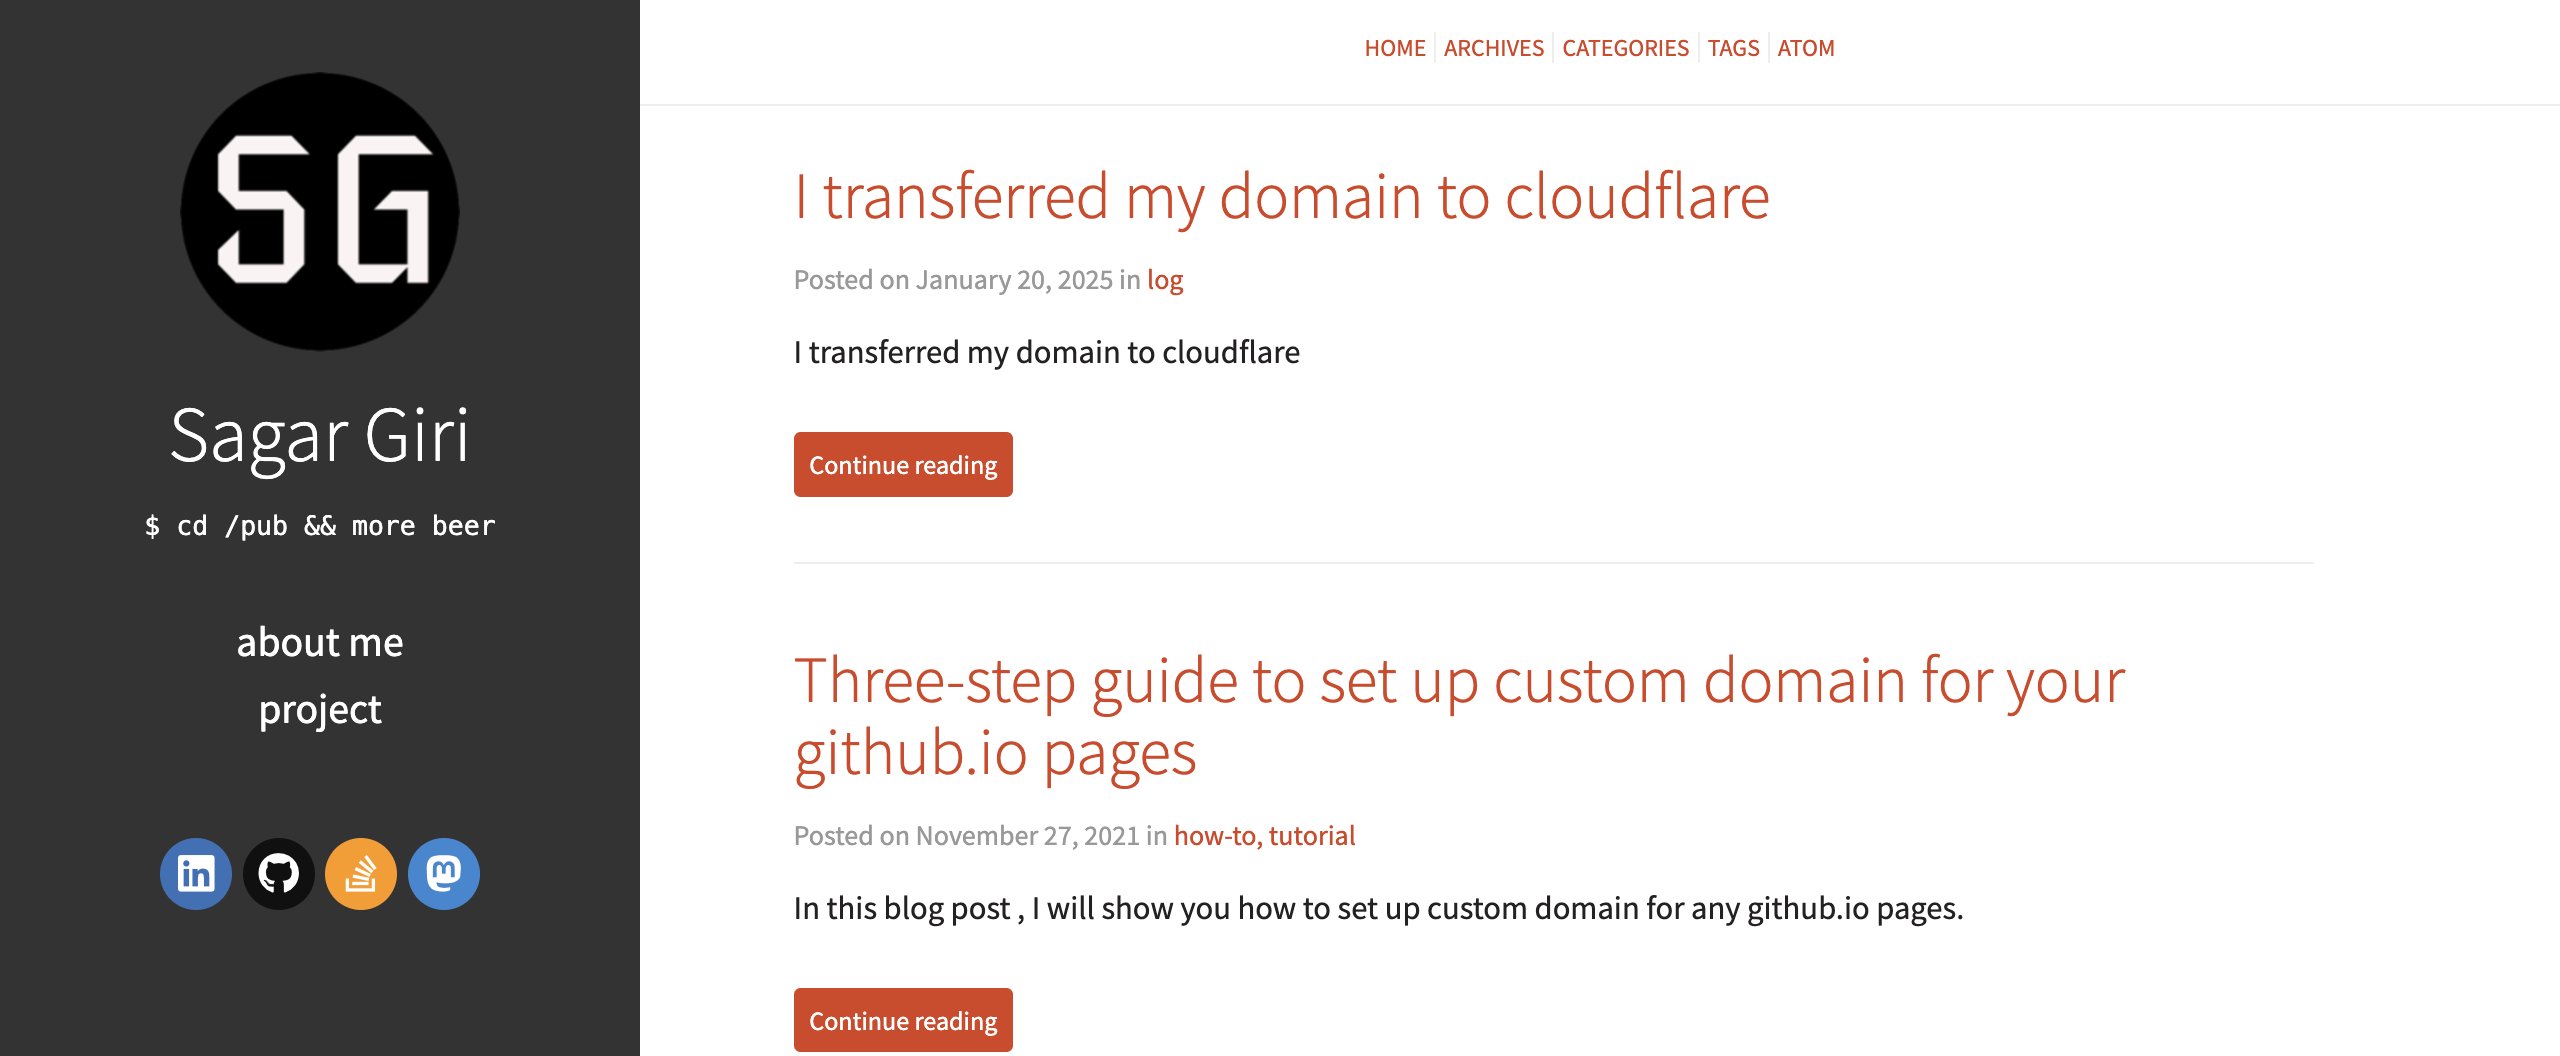 SG
Sagar Giri
$ cd /pub && more beer
about me
project
in
m
HOME
ARCHIVES
CATEGORIES
TAGS
ATOM
I transferred my domain to cloudflare
Posted on January 20, 2025 in log
I transferred my domain to cloudflare
Continue reading
Three-step guide to set up custom domain for your
github.io pages
Posted on November 27, 2021 in how-to, tutorial
In this blog post , I will show you how to set up custom domain for any github.io pages.
Continue reading